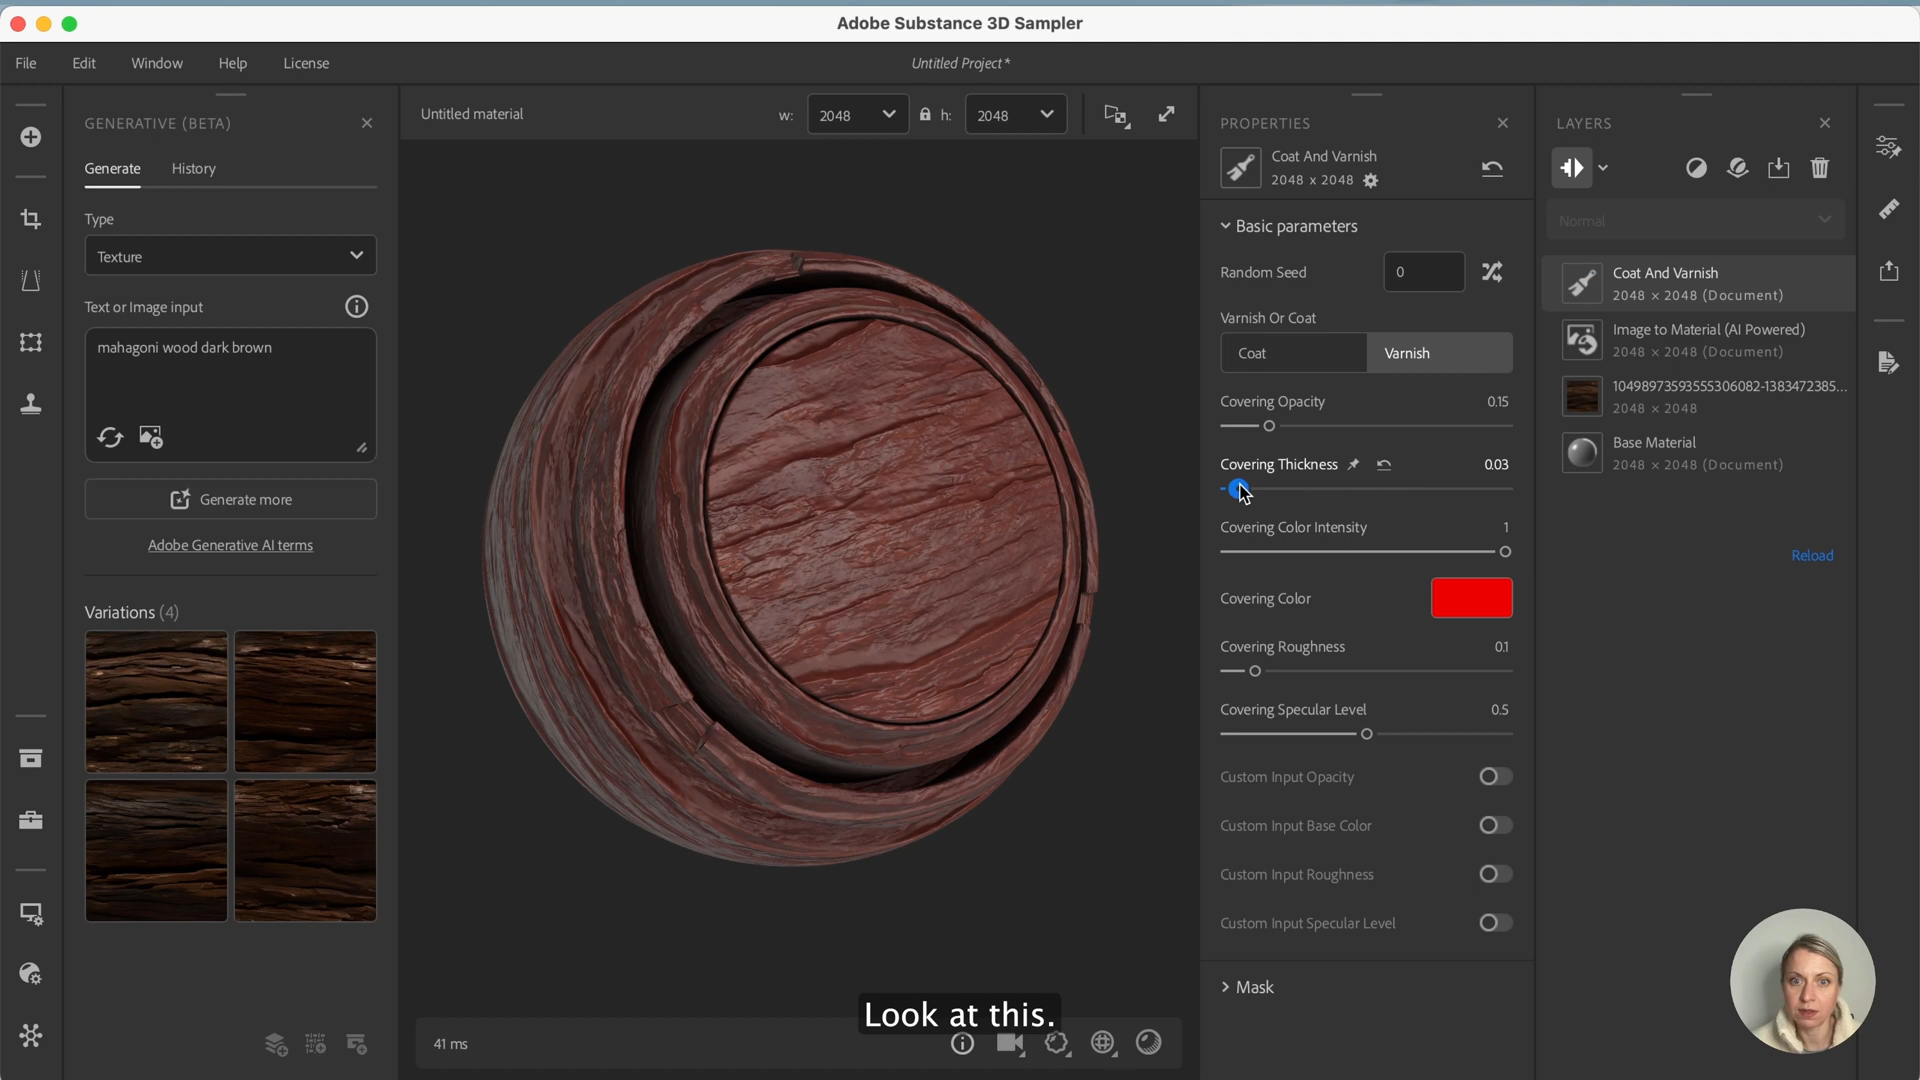 Adobe Substance 3D Sampler
File Edit Window Help License
Untitled Project*
GENERATIVE (BETA)
Generate History
Type
Texture
Text or Image input
mahagoni wood dark brown
Generate more
Adobe Generative AI terms
Variations (4)
Untitled material
w: 2048 h: 2048
Look at this.
41 ms
PROPERTIES
Coat And Varnish
2048 x 2048
Basic parameters
Random Seed 0
Varnish Or Coat
Coat Varnish
Covering Opacity 0.15
Covering Thickness 0.03
Covering Color Intensity 1
Covering Color
Covering Roughness 0.1
Covering Specular Level 0.5
Custom Input Opacity
Custom Input Base Color
Custom Input Roughness
Custom Input Specular Level
Mask
LAYERS
Normal
Coat And Varnish
2048 × 2048 (Document)
Image to Material (AI Powered)
2048 × 2048 (Document)
10498973593555306082-1383472385...
2048 × 2048
Base Material
2048 × 2048 (Document)
Reload